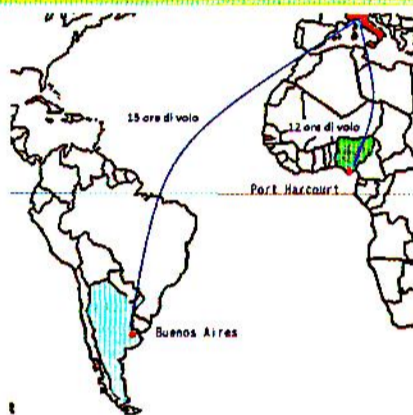 15 ore di volo
12 ore di volo
Port Harcourt
Buenos Aires